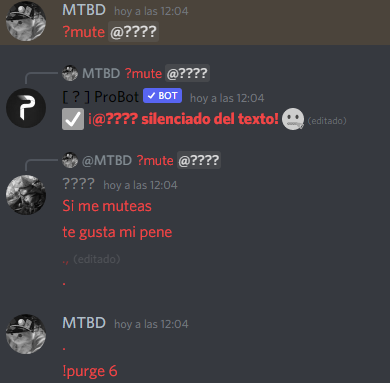 MTBD hoy a las 12:04
?mute @????
MTBD ?mute @????
[ ? ] ProBot ✓ BOT hoy a las 12:04
¡@???? silenciado del texto! (editado)
@MTBD ?mute @????
???? hoy a las 12:04
Si me muteas
te gusta mi pene
.. (editado)
.
MTBD hoy a las 12:04
.
!purge 6